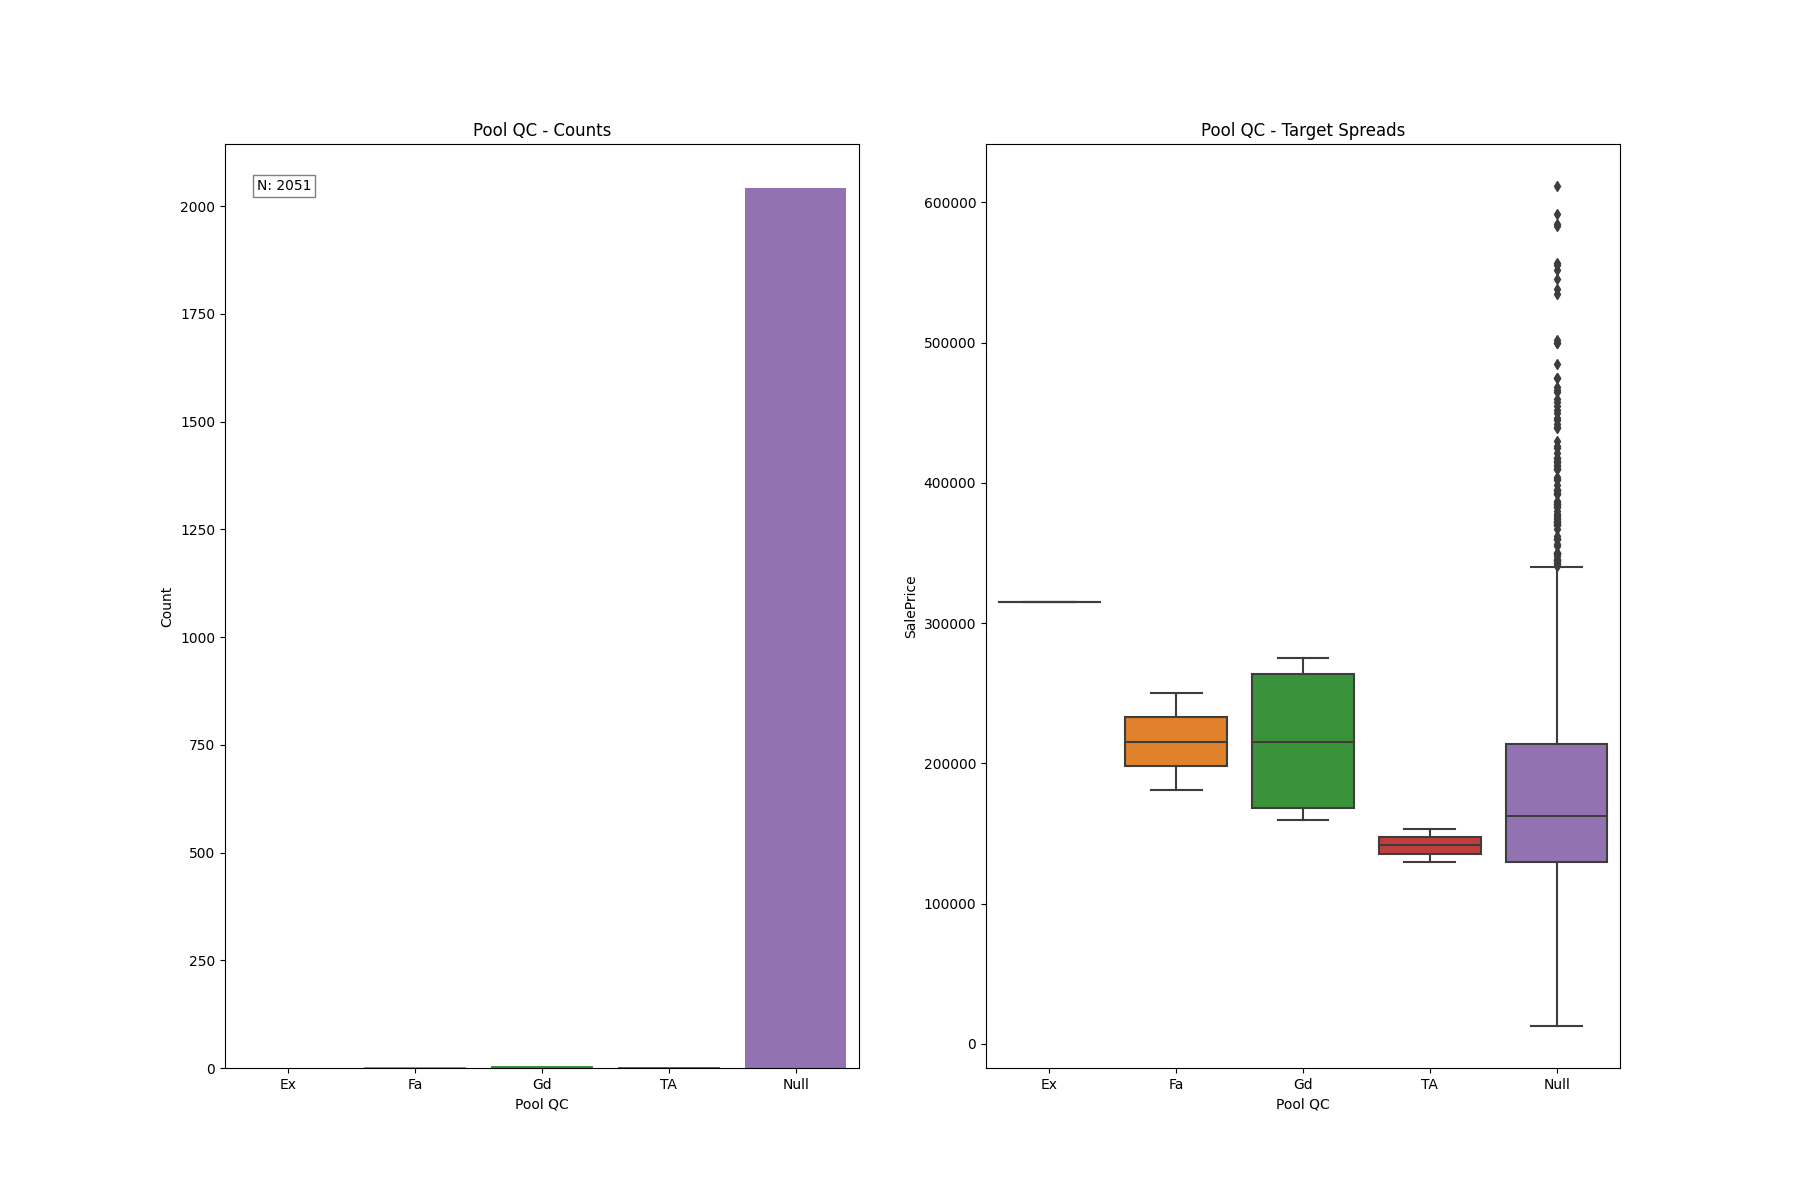 Pool QC - Counts
N: 2051
2000
1750
1500
1250
1000
750
500
250
0
Count
Ex Fa Gd TA Null
Pool QC
Pool QC - Target Spreads
600000
500000
400000
300000
200000
100000
0
SalePrice
Ex Fa Gd TA Null
Pool QC